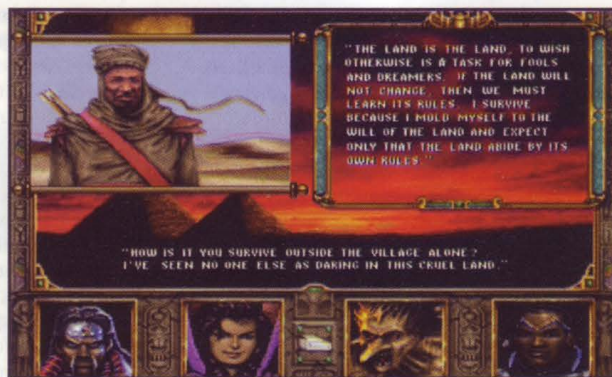 "THE LAND IS THE LAND, TO WISH
OTHERWISE IS A TASK FOR FOOLS
AND DREAMERS. IF THE LAND WILL
NOT CHANGE, THEN WE MUST
LEARN ITS RULES. I SURVIVE
BECAUSE I MOLD MYSELF TO THE
WILL OF THE LAND AND EXPECT
ONLY THAT THE LAND ABIDE BY ITS
OWN RULES."
"HOW IS IT YOU SURVIVE OUTSIDE THE VILLAGE ALONE?
I'VE SEEN NO ONE ELSE AS DARING IN THIS CRUEL LAND."